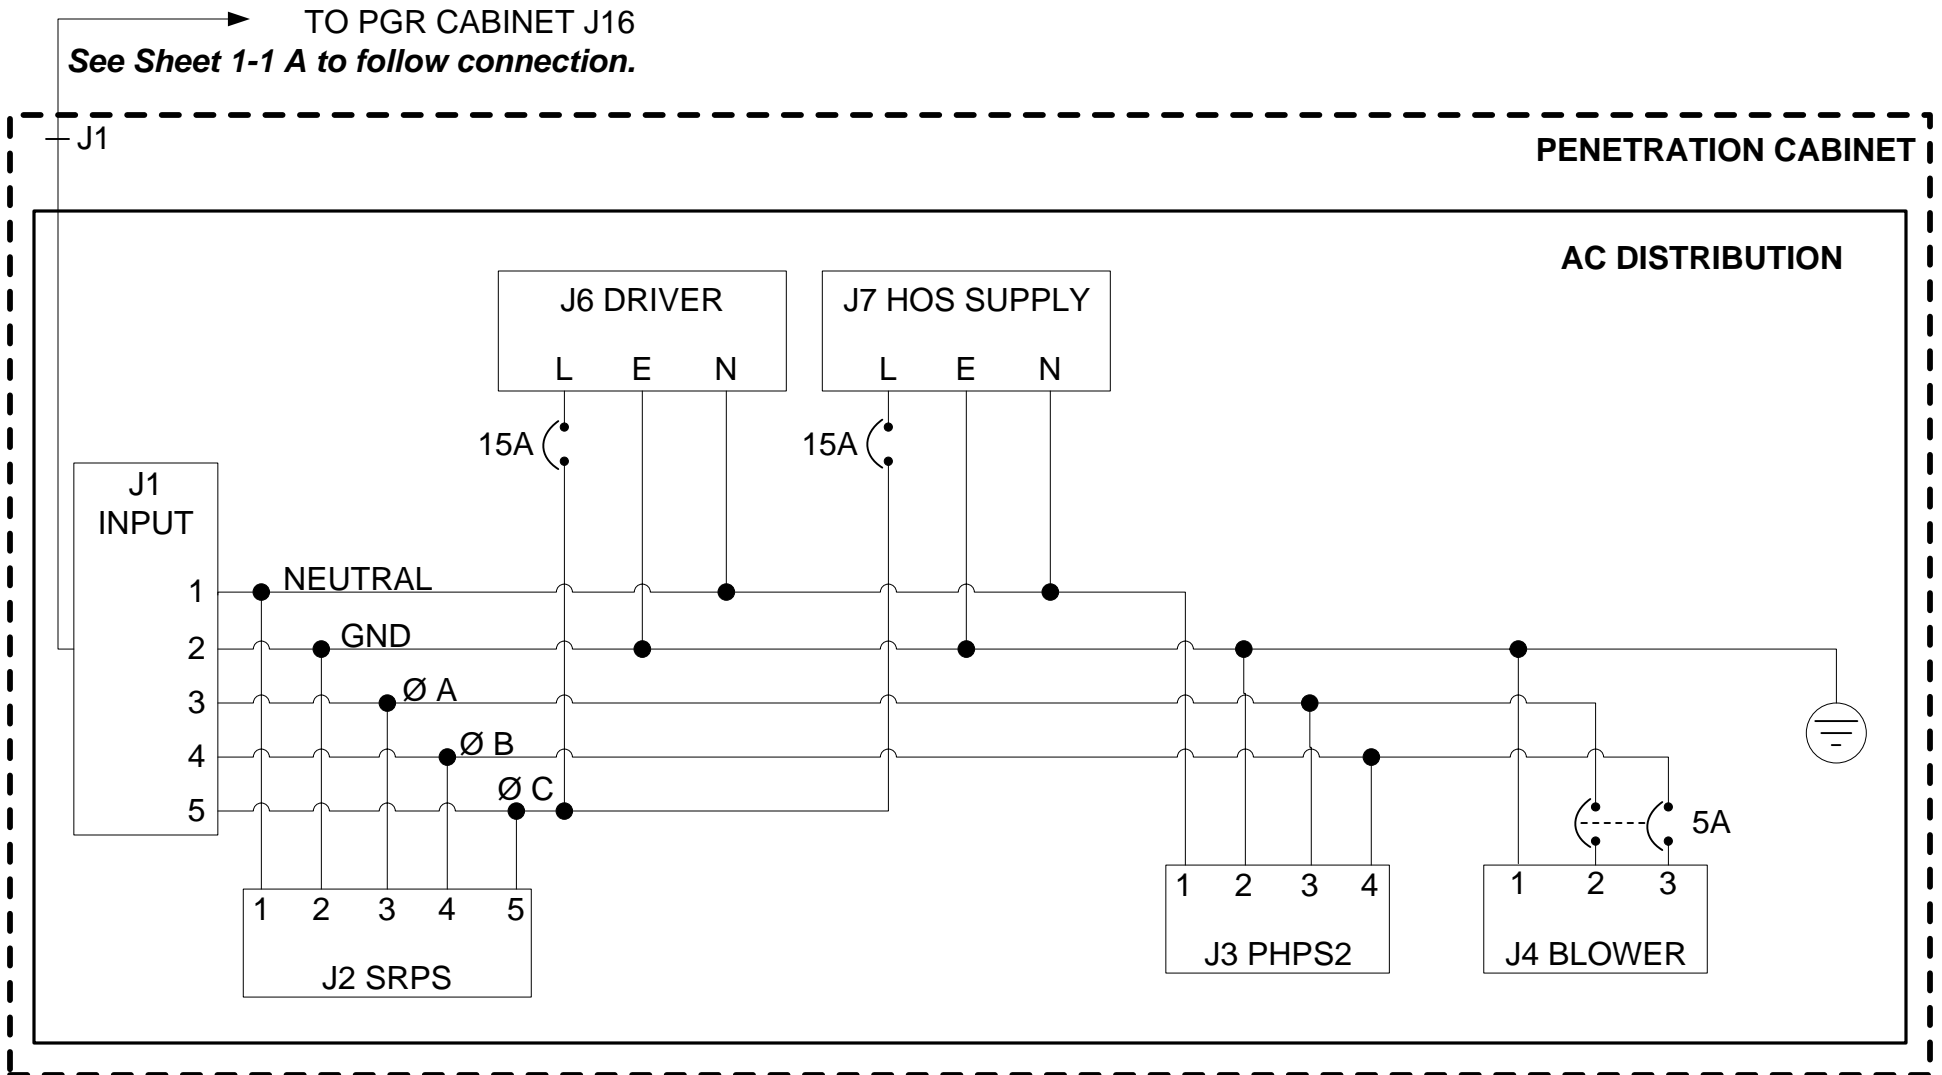 TO PGR CABINET J16
See Sheet 1-1 A to follow connection.
J1
PENETRATION CABINET
AC DISTRIBUTION
J6 DRIVER
L E N
J7 HOS SUPPLY
L E N
15A
15A
J1
INPUT
1
2
3
4
5
NEUTRAL
GND
Ø A
Ø B
Ø C
5A
1 2 3 4 5
J2 SRPS
1 2 3 4
J3 PHPS2
1 2 3
J4 BLOWER